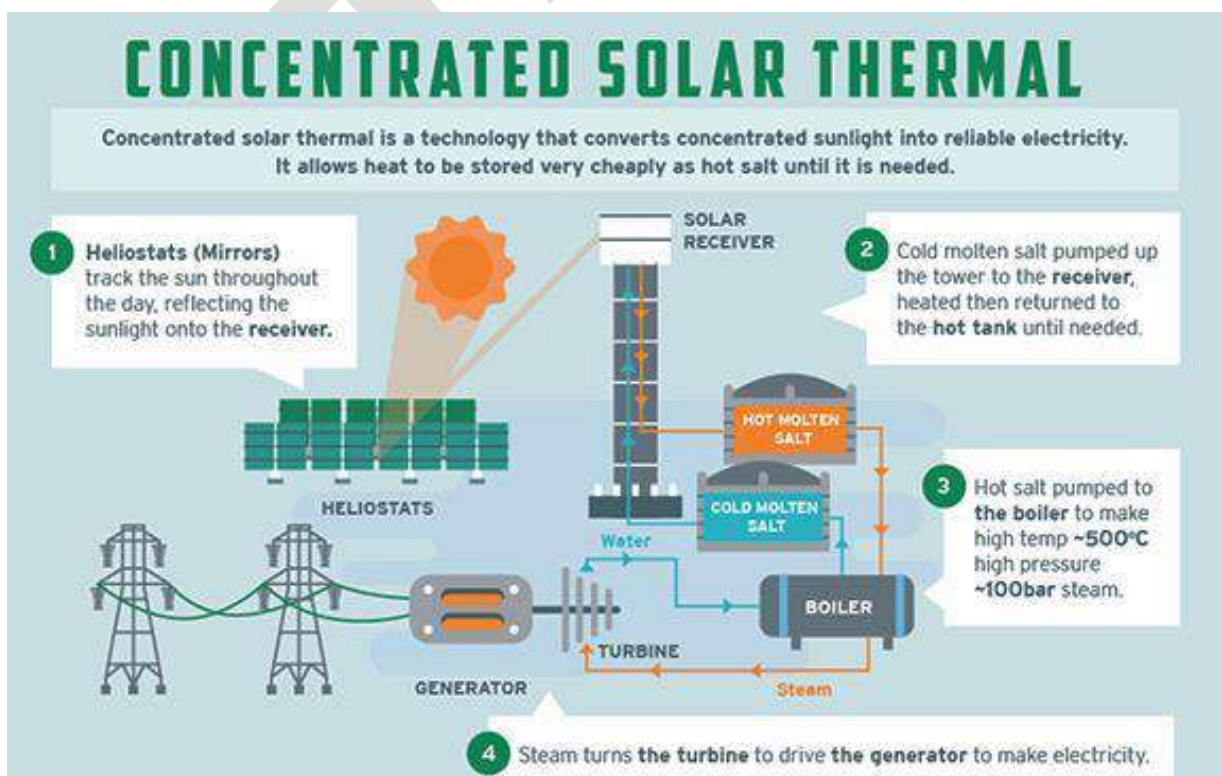 CONCENTRATED SOLAR THERMAL
Concentrated solar thermal is a technology that converts concentrated sunlight into reliable electricity.
It allows heat to be stored very cheaply as hot salt until it is needed.
1
Heliostats (Mirrors)
track the sun throughout
the day, reflecting the
sunlight onto the receiver.
SOLAR
RECEIVER
2
Cold molten salt pumped up
the tower to the receiver,
heated then returned to
the hot tank until needed.
HOT MOLTEN
SALT
HELIOSTATS
COLD MOLTEN
SALT
3
Hot salt pumped to
the boiler to make
high temp ~500°C
high pressure
~100bar steam.
Water
BOILER
TURBINE
GENERATOR
Steam
4
Steam turns the turbine to drive the generator to make electricity.